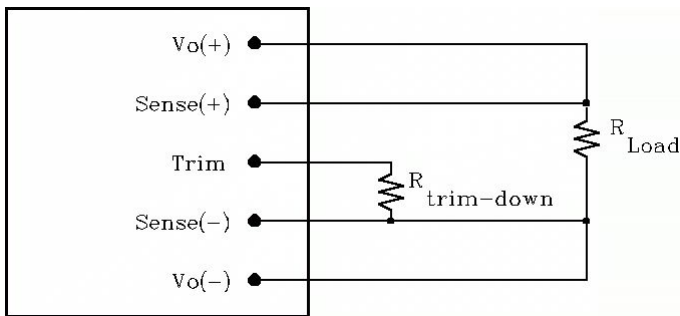 Vo(+)
Sense(+)
R
Load
Trim
R
trim-down
Sense(-)
Vo(-)